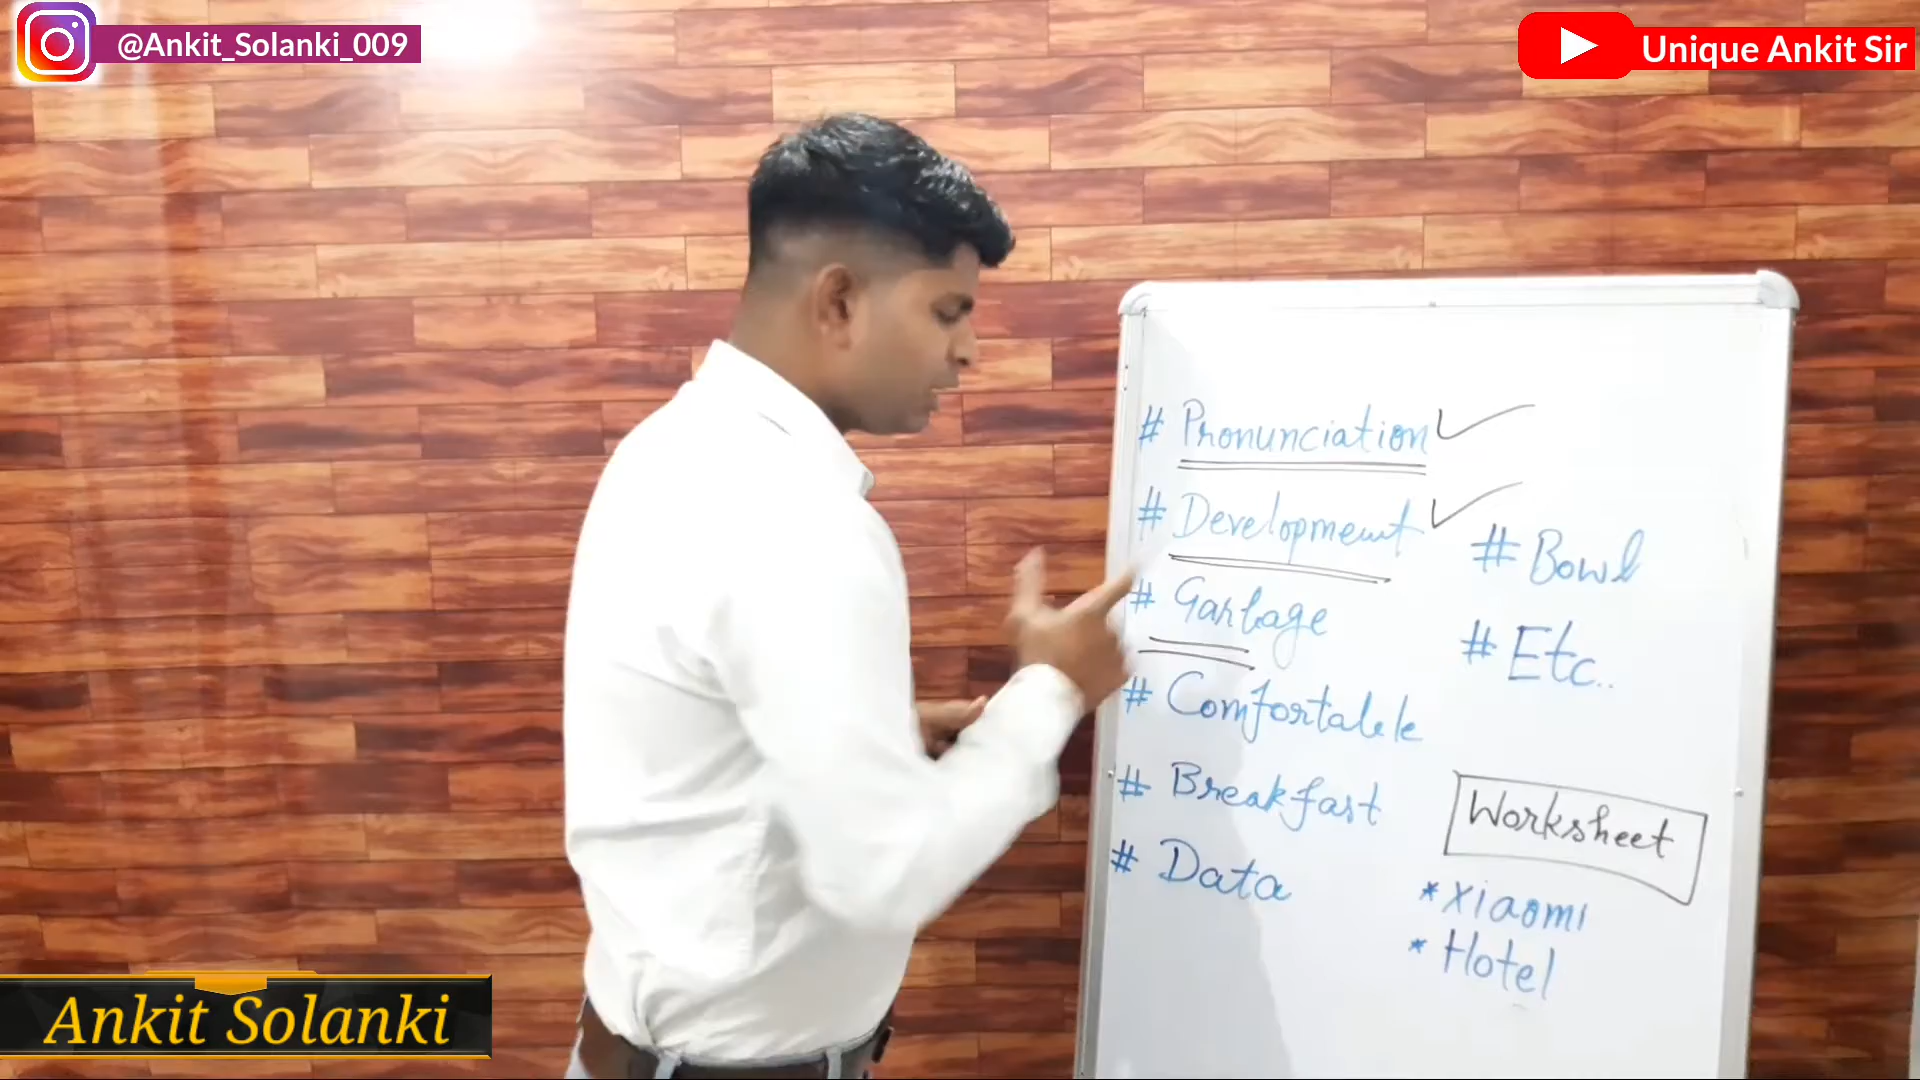 @Ankit_Solanki_009
Unique Ankit Sir
# Pronunciation
# Development
# Garbage
# Comfortable
# Breakfast
# Data
# Bowl
# Etc..
Worksheet
* Xiaomi
* Hotel
Ankit Solanki